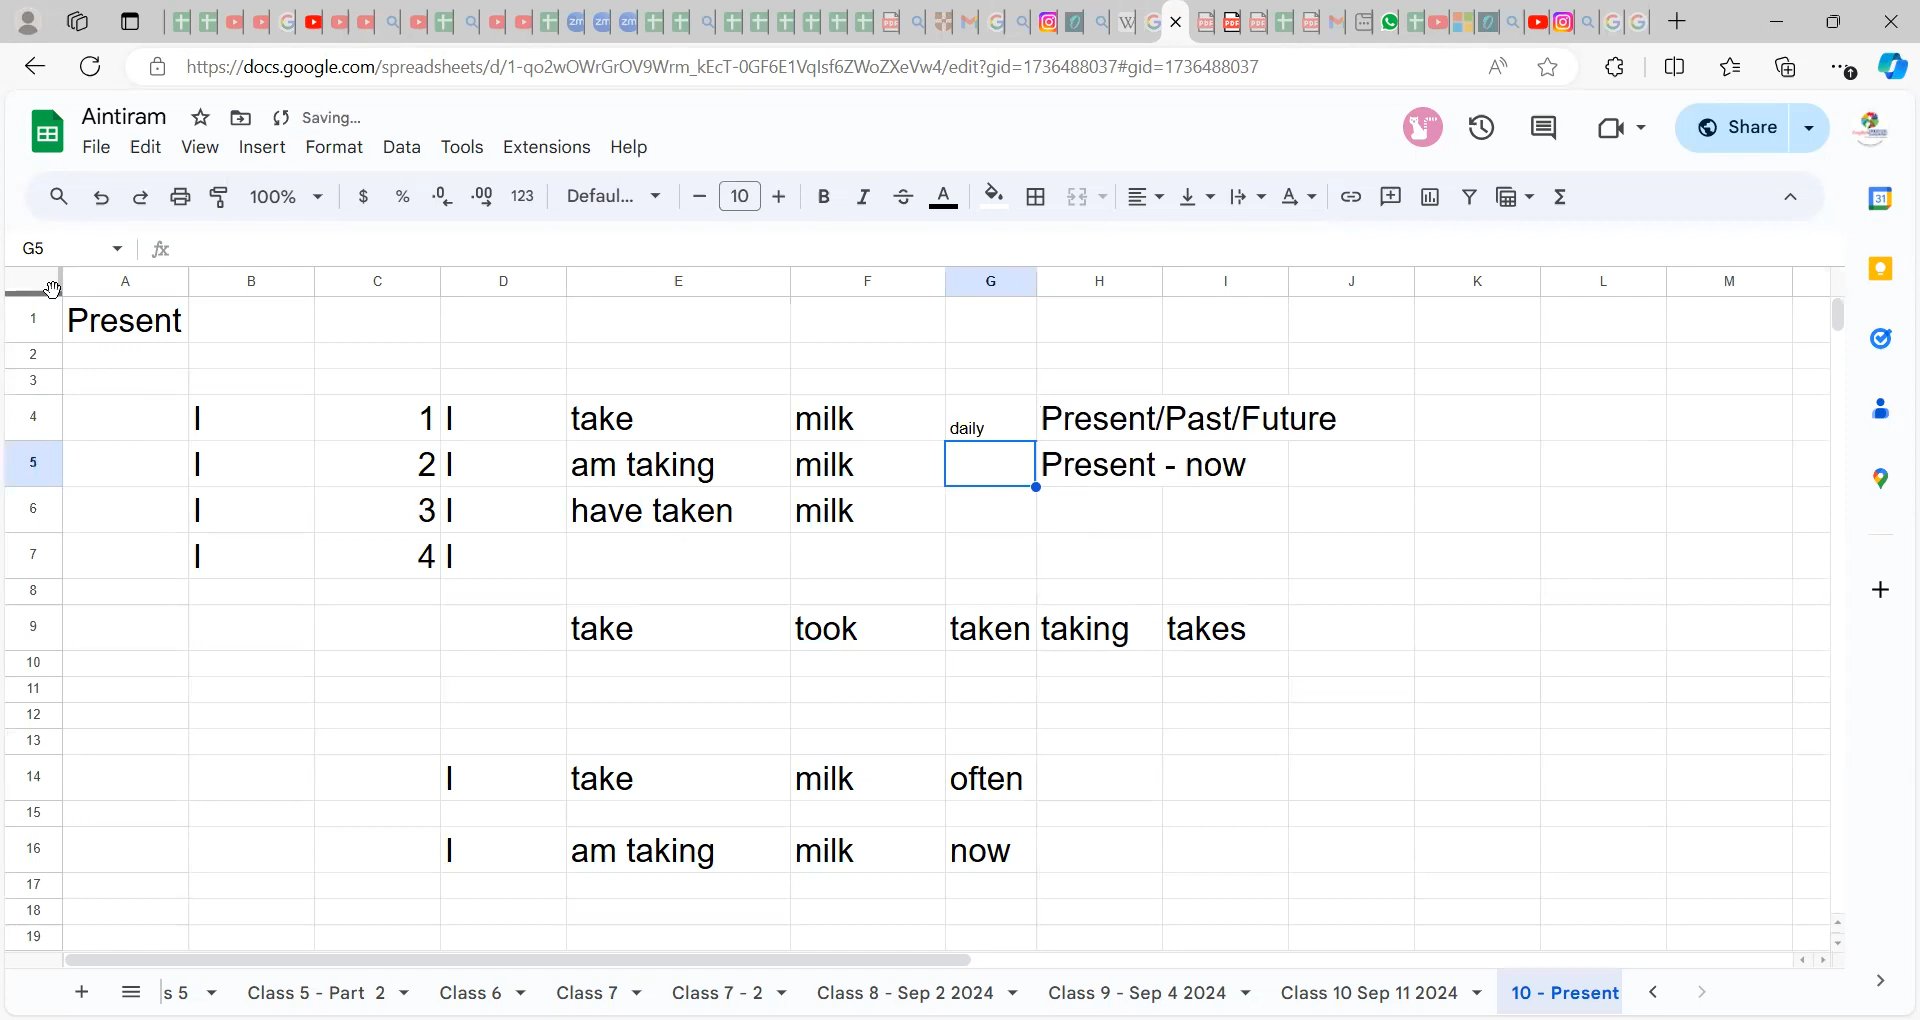 https://docs.google.com/spreadsheets/d/1-qo2wOWrGrOV9Wrm_kEcT-0GF6E1Vqlsf6ZWoZXeVw4/edit?gid=1736488037#gid=1736488037
Aintiram Saving...
File Edit View Insert Format Data Tools Extensions Help
Share
100% $ % .0 .00 123 Defaul... 10 B I A
31
G5 fx
A B C D E F G H I J K L M
1 Present
2
3
4 I 1 I take milk daily Present/Past/Future
5 I 2 I am taking milk Present - now
6 I 3 I have taken milk
7 I 4 I
8
9 take took taken taking takes
10
11
12
13
14 I take milk often
15
16 I am taking milk now
17
18
19
s 5 Class 5 - Part 2 Class 6 Class 7 Class 7 - 2 Class 8 - Sep 2 2024 Class 9 - Sep 4 2024 Class 10 Sep 11 2024 10 - Present